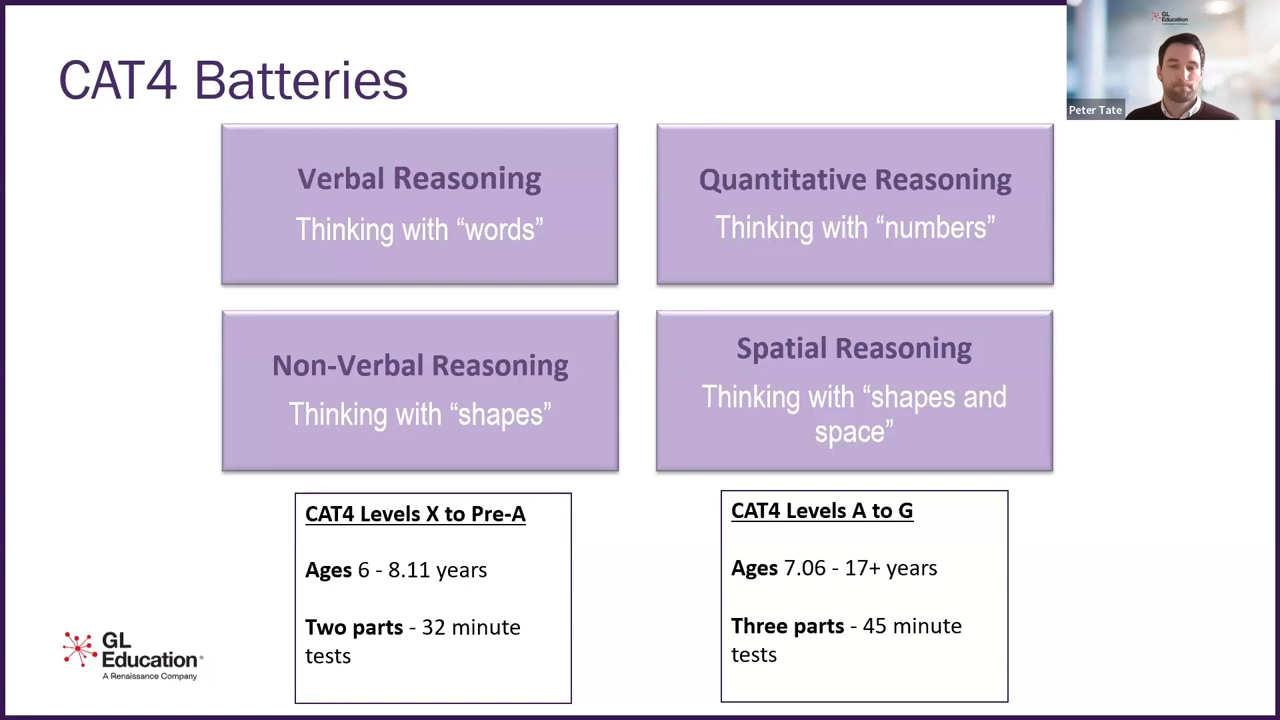 CAT4 Batteries
GL
Education
Peter Tate
Verbal Reasoning
Thinking with “words”
Quantitative Reasoning
Thinking with “numbers”
Non-Verbal Reasoning
Thinking with “shapes”
Spatial Reasoning
Thinking with “shapes and
space”
CAT4 Levels X to Pre-A
Ages 6 - 8.11 years
Two parts - 32 minute
tests
CAT4 Levels A to G
Ages 7.06 - 17+ years
Three parts - 45 minute
tests
GL
Education
A Renaissance Company